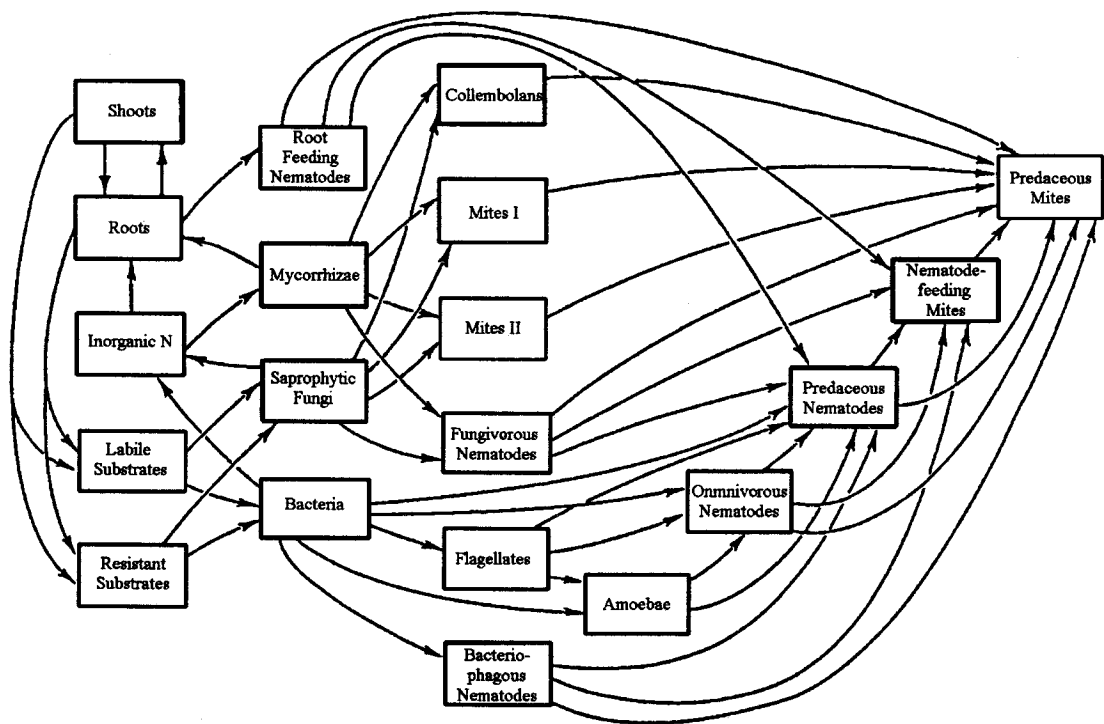 Shoots
Roots
Inorganic N
Labile
Substrates
Resistant
Substrates
Root
Feeding
Nematodes
Mycorrhizae
Saprophytic
Fungi
Bacteria
Collembolans
Mites I
Mites II
Fungivorous
Nematodes
Flagellates
Bacterio-
phagous
Nematodes
Amoebae
Onmnivorous
Nematodes
Predaceous
Nematodes
Nematode-
feeding
Mites
Predaceous
Mites